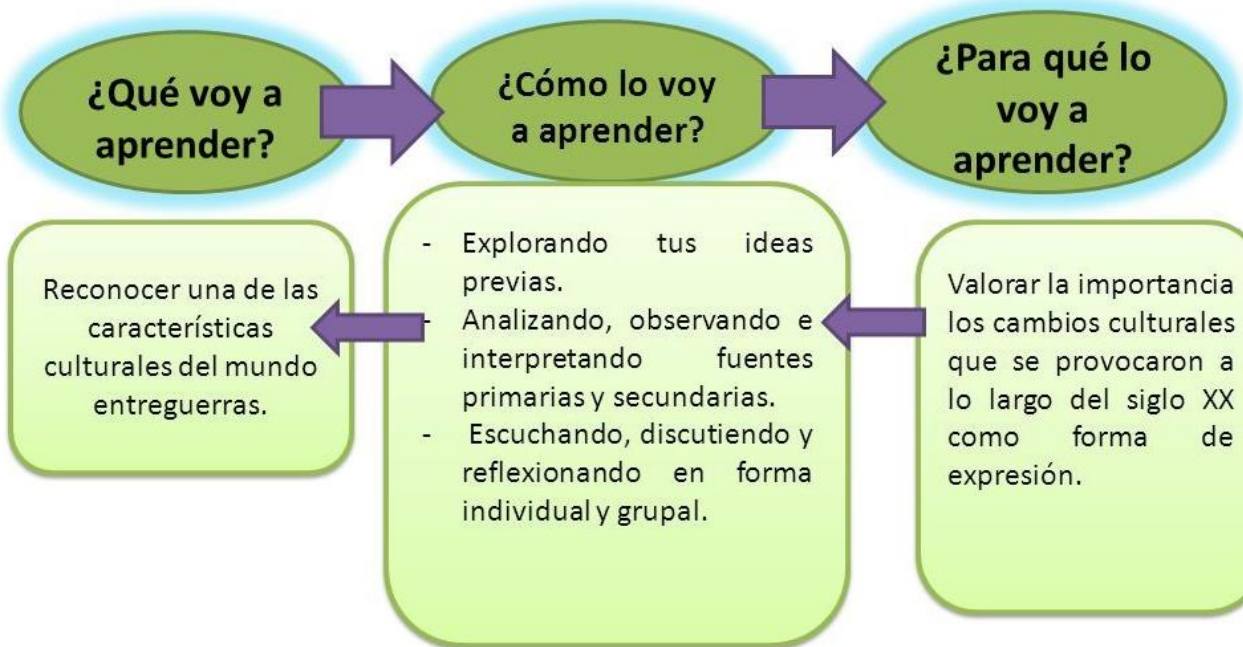 ¿Qué voy a
aprender?
¿Cómo lo voy
a aprender?
¿Para qué lo
voy a
aprender?
Reconocer una de las
características
culturales del mundo
entreguerras.
- Explorando tus ideas
previas.
- Analizando, observando e
interpretando fuentes
primarias y secundarias.
- Escuchando, discutiendo y
reflexionando en forma
individual y grupal.
Valorar la importancia
los cambios culturales
que se provocaron a
lo largo del siglo XX
como forma de
expresión.